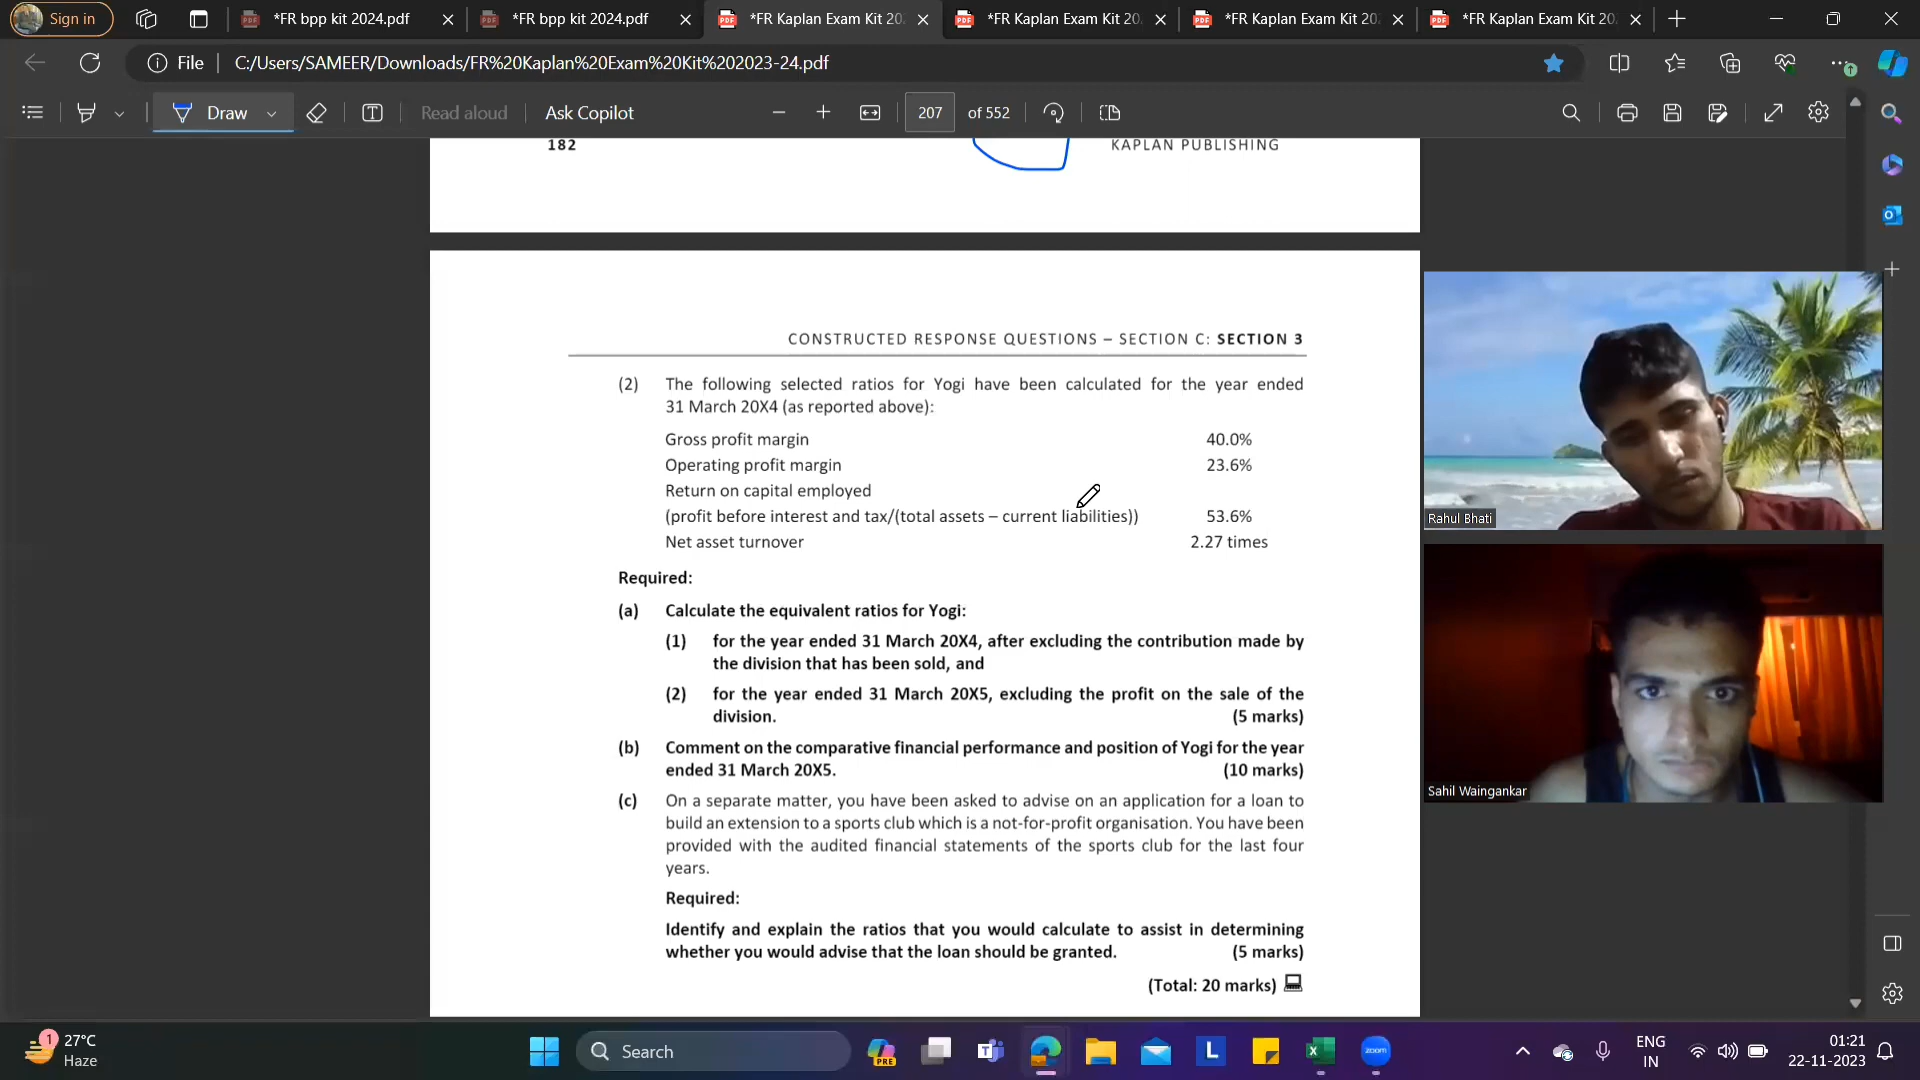 Sign in
*FR bpp kit 2024.pdf
*FR bpp kit 2024.pdf
*FR Kaplan Exam Kit 202
*FR Kaplan Exam Kit 20
*FR Kaplan Exam Kit 20
*FR Kaplan Exam Kit 20
File
C:/Users/SAMEER/Downloads/FR%20Kaplan%20Exam%20Kit%202023-24.pdf
Draw
Read aloud
Ask Copilot
207 of 552
182
KAPLAN PUBLISHING
CONSTRUCTED RESPONSE QUESTIONS – SECTION C: SECTION 3
(2) The following selected ratios for Yogi have been calculated for the year ended
31 March 20X4 (as reported above):
Gross profit margin 40.0%
Operating profit margin 23.6%
Return on capital employed
(profit before interest and tax/(total assets – current liabilities)) 53.6%
Net asset turnover 2.27 times
Required:
(a) Calculate the equivalent ratios for Yogi:
(1) for the year ended 31 March 20X4, after excluding the contribution made by
the division that has been sold, and
(2) for the year ended 31 March 20X5, excluding the profit on the sale of the
division. (5 marks)
(b) Comment on the comparative financial performance and position of Yogi for the year
ended 31 March 20X5. (10 marks)
(c) On a separate matter, you have been asked to advise on an application for a loan to
build an extension to a sports club which is a not-for-profit organisation. You have been
provided with the audited financial statements of the sports club for the last four
years.
Required:
Identify and explain the ratios that you would calculate to assist in determining
whether you would advise that the loan should be granted. (5 marks)
(Total: 20 marks)
Rahul Bhati
Sahil Waingankar
1
27°C
Haze
Search
PRE
L
zoom
ENG
IN
01:21
22-11-2023